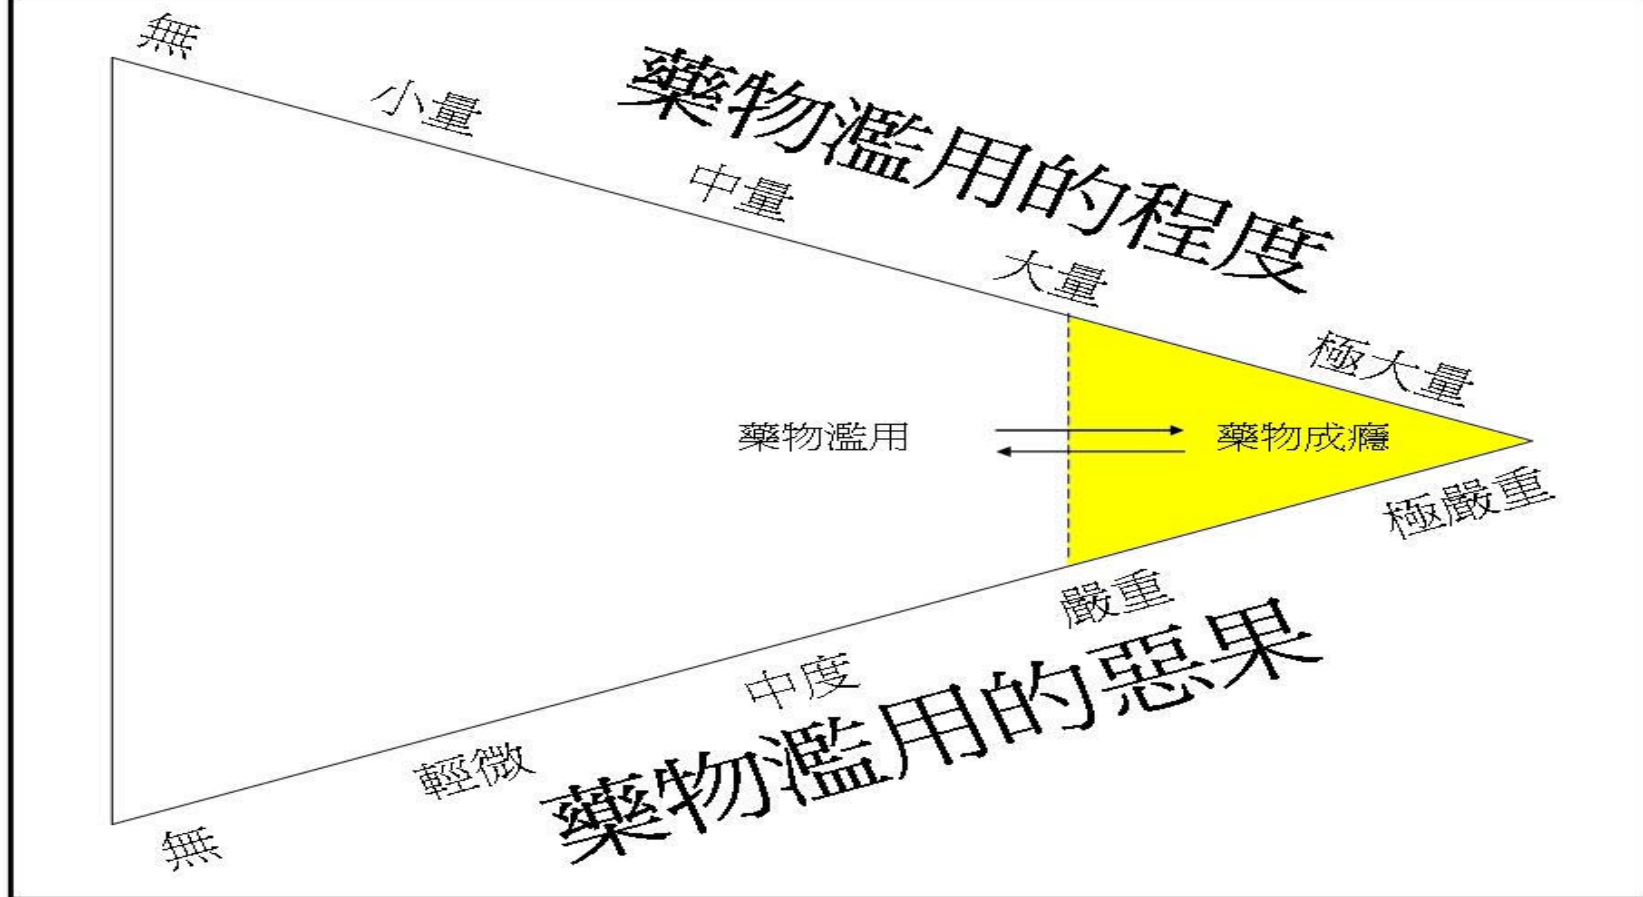 無
小量
藥物濫用的程度
中量
大量
極大量
藥物濫用
藥物成癮
極嚴重
嚴重
中度
藥物濫用的惡果
輕微
無